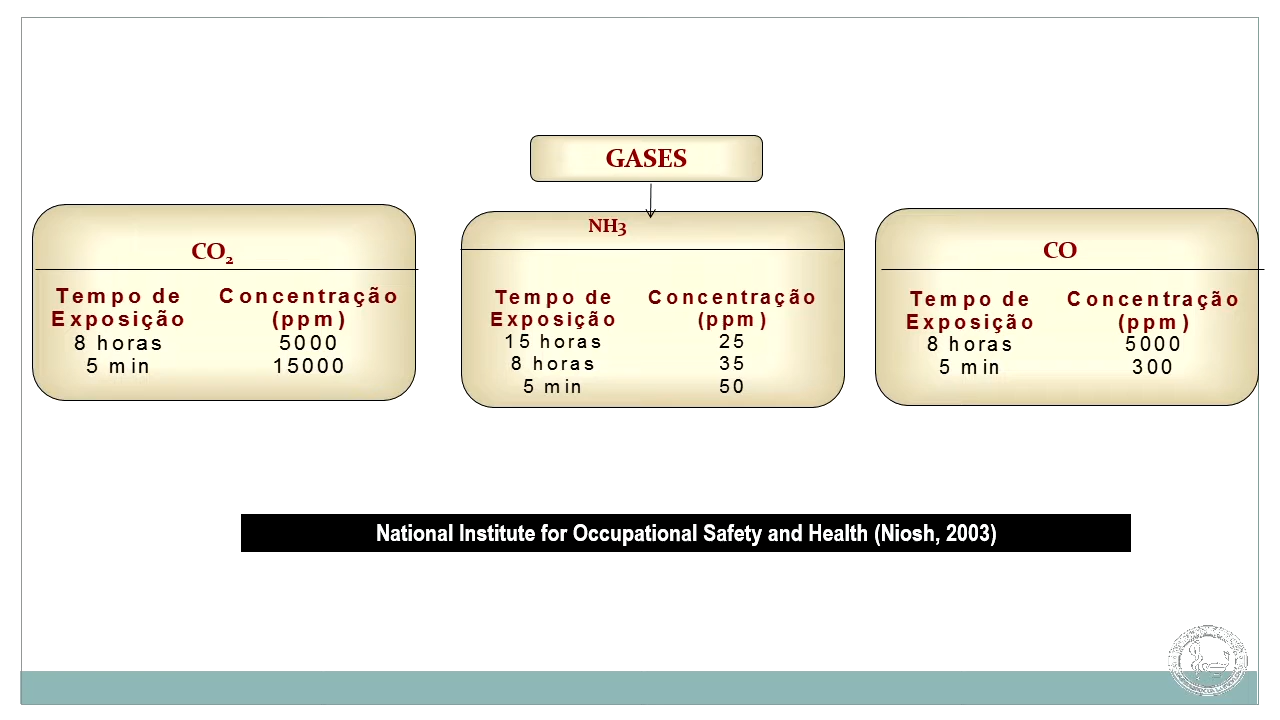 GASES
CO₂
Tempo de Concentração
Exposição (ppm)
8 horas 5000
5 min 15000
NH3
Tempo de Concentração
Exposição (ppm)
15 horas 25
8 horas 35
5 min 50
CO
Tempo de Concentração
Exposição (ppm)
8 horas 5000
5 min 300
National Institute for Occupational Safety and Health (Niosh, 2003)